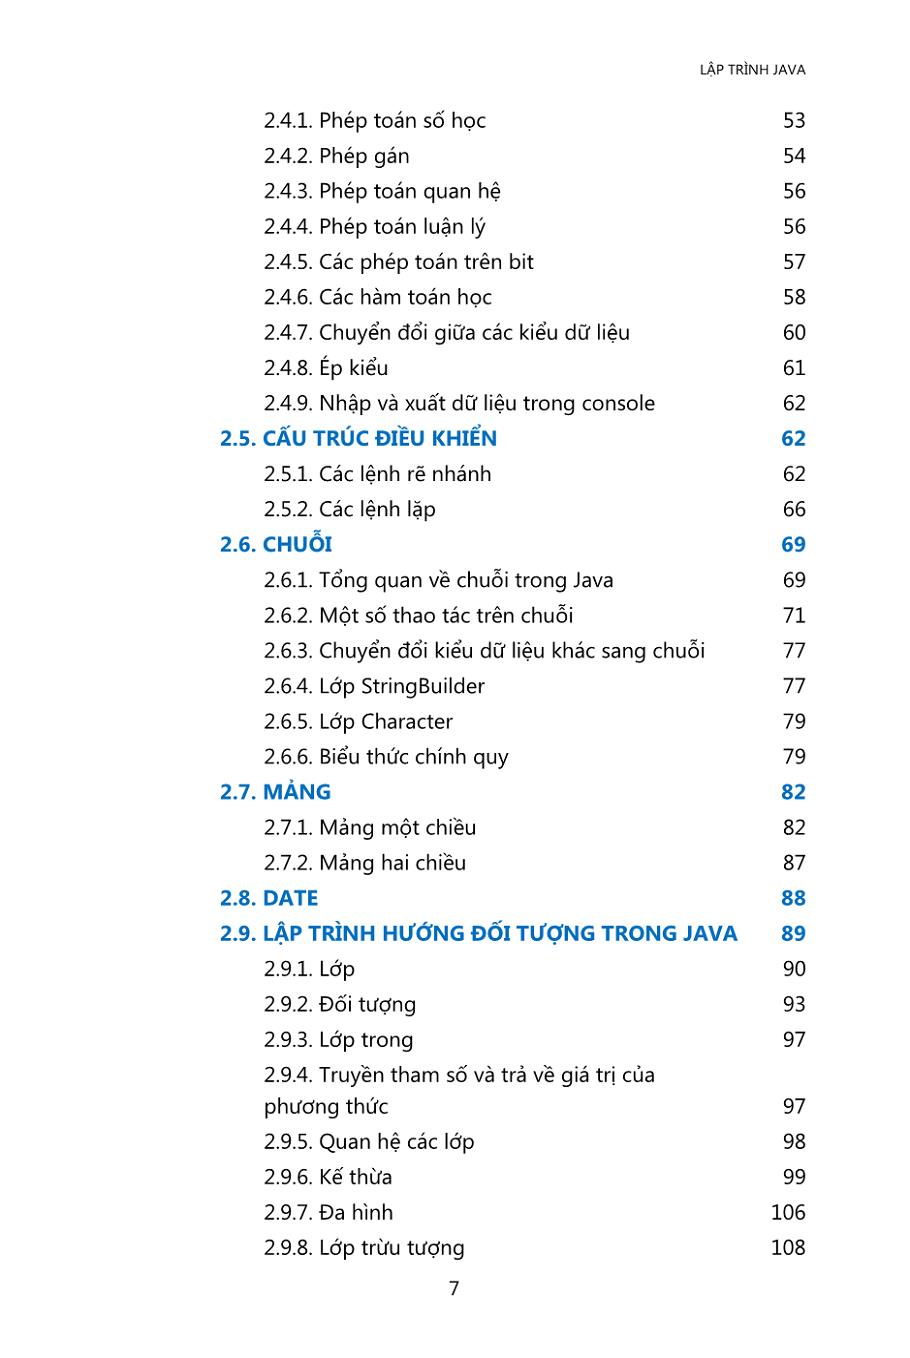 LẬP TRÌNH JAVA
2.4.1. Phép toán số học 53
2.4.2. Phép gán 54
2.4.3. Phép toán quan hệ 56
2.4.4. Phép toán luận lý 56
2.4.5. Các phép toán trên bit 57
2.4.6. Các hàm toán học 58
2.4.7. Chuyển đổi giữa các kiểu dữ liệu 60
2.4.8. Ép kiểu 61
2.4.9. Nhập và xuất dữ liệu trong console 62
2.5. CẤU TRÚC ĐIỀU KHIỂN 62
2.5.1. Các lệnh rẽ nhánh 62
2.5.2. Các lệnh lặp 66
2.6. CHUỖI 69
2.6.1. Tổng quan về chuỗi trong Java 69
2.6.2. Một số thao tác trên chuỗi 71
2.6.3. Chuyển đổi kiểu dữ liệu khác sang chuỗi 77
2.6.4. Lớp StringBuilder 77
2.6.5. Lớp Character 79
2.6.6. Biểu thức chính quy 79
2.7. MẢNG 82
2.7.1. Mảng một chiều 82
2.7.2. Mảng hai chiều 87
2.8. DATE 88
2.9. LẬP TRÌNH HƯỚNG ĐỐI TƯỢNG TRONG JAVA 89
2.9.1. Lớp 90
2.9.2. Đối tượng 93
2.9.3. Lớp trong 97
2.9.4. Truyền tham số và trả về giá trị của
phương thức 97
2.9.5. Quan hệ các lớp 98
2.9.6. Kế thừa 99
2.9.7. Đa hình 106
2.9.8. Lớp trừu tượng 108
7